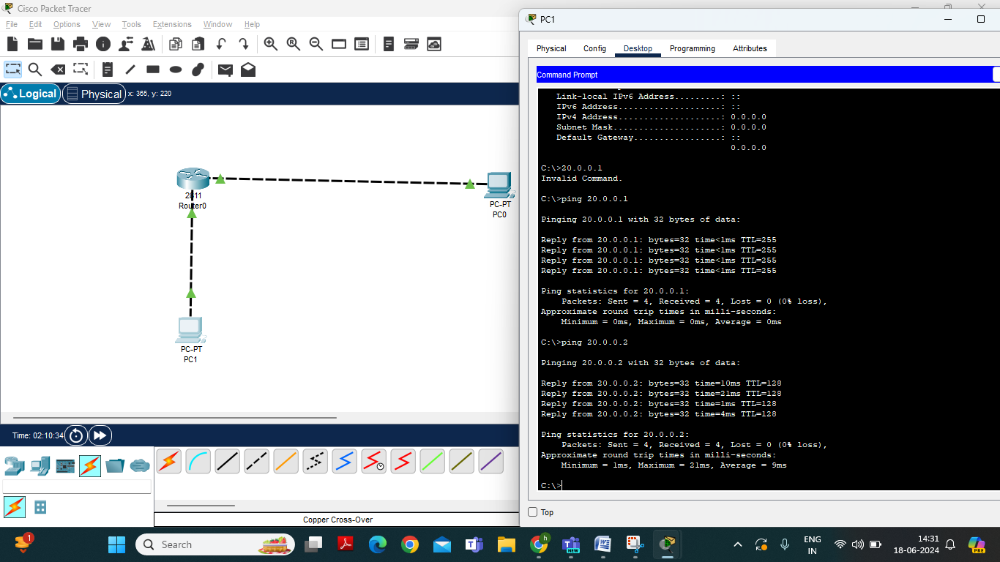 Cisco Packet Tracer
File Edit Options View Tools Extensions Window Help
Logical Physical x: 365, y: 220
2811
Router0
PC-PT
PC0
PC-PT
PC1
Time: 02:10:34
Copper Cross-Over
PC1
Physical Config Desktop Programming Attributes
Command Prompt
Link-local IPv6 Address.........: ::
IPv6 Address....................: ::
IPv4 Address....................: 0.0.0.0
Subnet Mask.....................: 0.0.0.0
Default Gateway.................: ::
0.0.0.0
C:\>20.0.0.1
Invalid Command.
C:\>ping 20.0.0.1
Pinging 20.0.0.1 with 32 bytes of data:
Reply from 20.0.0.1: bytes=32 time<1ms TTL=255
Reply from 20.0.0.1: bytes=32 time<1ms TTL=255
Reply from 20.0.0.1: bytes=32 time<1ms TTL=255
Reply from 20.0.0.1: bytes=32 time<1ms TTL=255
Ping statistics for 20.0.0.1:
Packets: Sent = 4, Received = 4, Lost = 0 (0% loss),
Approximate round trip times in milli-seconds:
Minimum = 0ms, Maximum = 0ms, Average = 0ms
C:\>ping 20.0.0.2
Pinging 20.0.0.2 with 32 bytes of data:
Reply from 20.0.0.2: bytes=32 time=10ms TTL=128
Reply from 20.0.0.2: bytes=32 time=21ms TTL=128
Reply from 20.0.0.2: bytes=32 time=1ms TTL=128
Reply from 20.0.0.2: bytes=32 time=4ms TTL=128
Ping statistics for 20.0.0.2:
Packets: Sent = 4, Received = 4, Lost = 0 (0% loss),
Approximate round trip times in milli-seconds:
Minimum = 1ms, Maximum = 21ms, Average = 9ms
C:\>
Top
1
Search
h
NEW
ENG
IN
14:31
18-06-2024
PRE